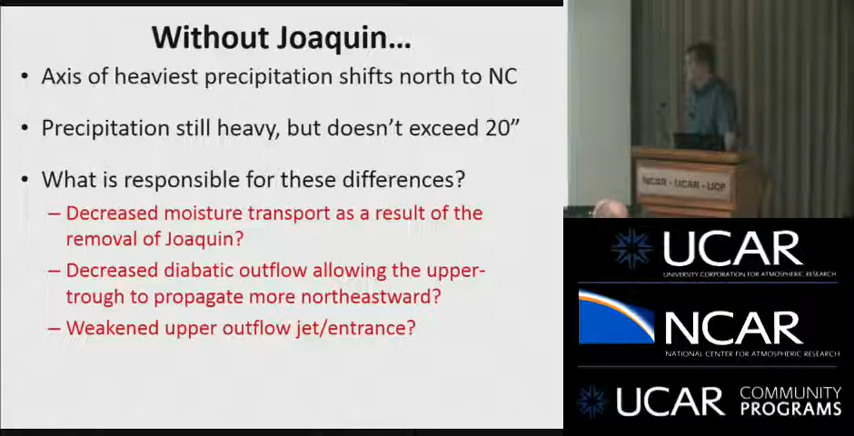 Without Joaquin...
• Axis of heaviest precipitation shifts north to NC
• Precipitation still heavy, but doesn't exceed 20”
• What is responsible for these differences?
– Decreased moisture transport as a result of the
removal of Joaquin?
– Decreased diabatic outflow allowing the upper-
trough to propagate more northeastward?
– Weakened upper outflow jet/entrance?
NCAR - UCAR - UCP
UCAR
UNIVERSITY CORPORATION FOR ATMOSPHERIC RESEARCH
NCAR
NATIONAL CENTER FOR ATMOSPHERIC RESEARCH
UCAR COMMUNITY
PROGRAMS